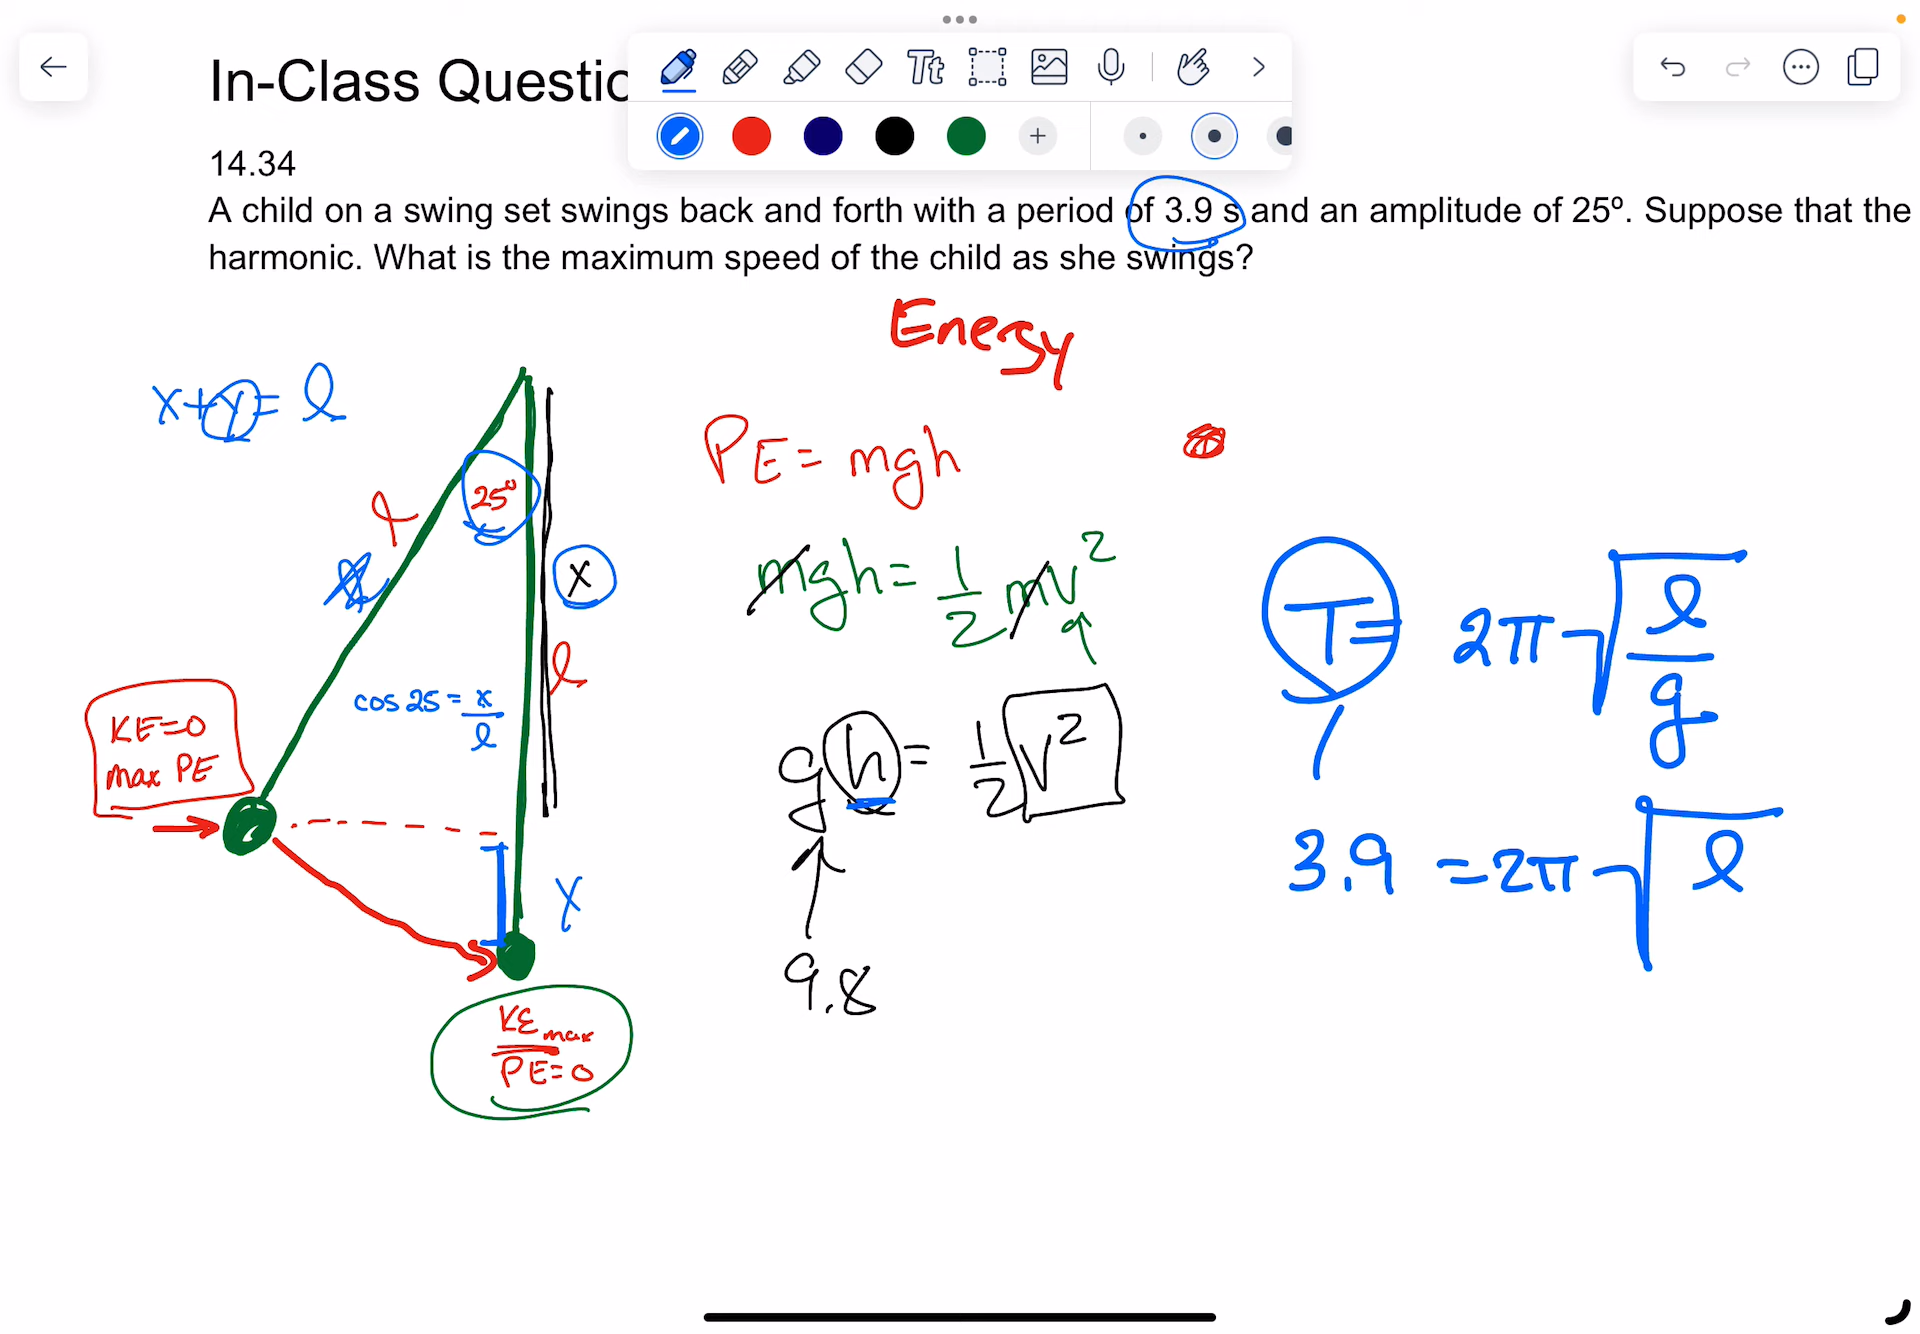 In-Class Questio
Tt
14.34
A child on a swing set swings back and forth with a period of 3.9 s and an amplitude of 25º. Suppose that the
harmonic. What is the maximum speed of the child as she swings?
Energy
x+y= l
PE= mgh
25°
l
x
mgh= 1/2 mv²
T= 2π√(l/g)
l
cos 25 = x/l
KE=0
max PE
gh= 1/2 v²
3.9 =2π√l
y
9.8
KE max
PE=0